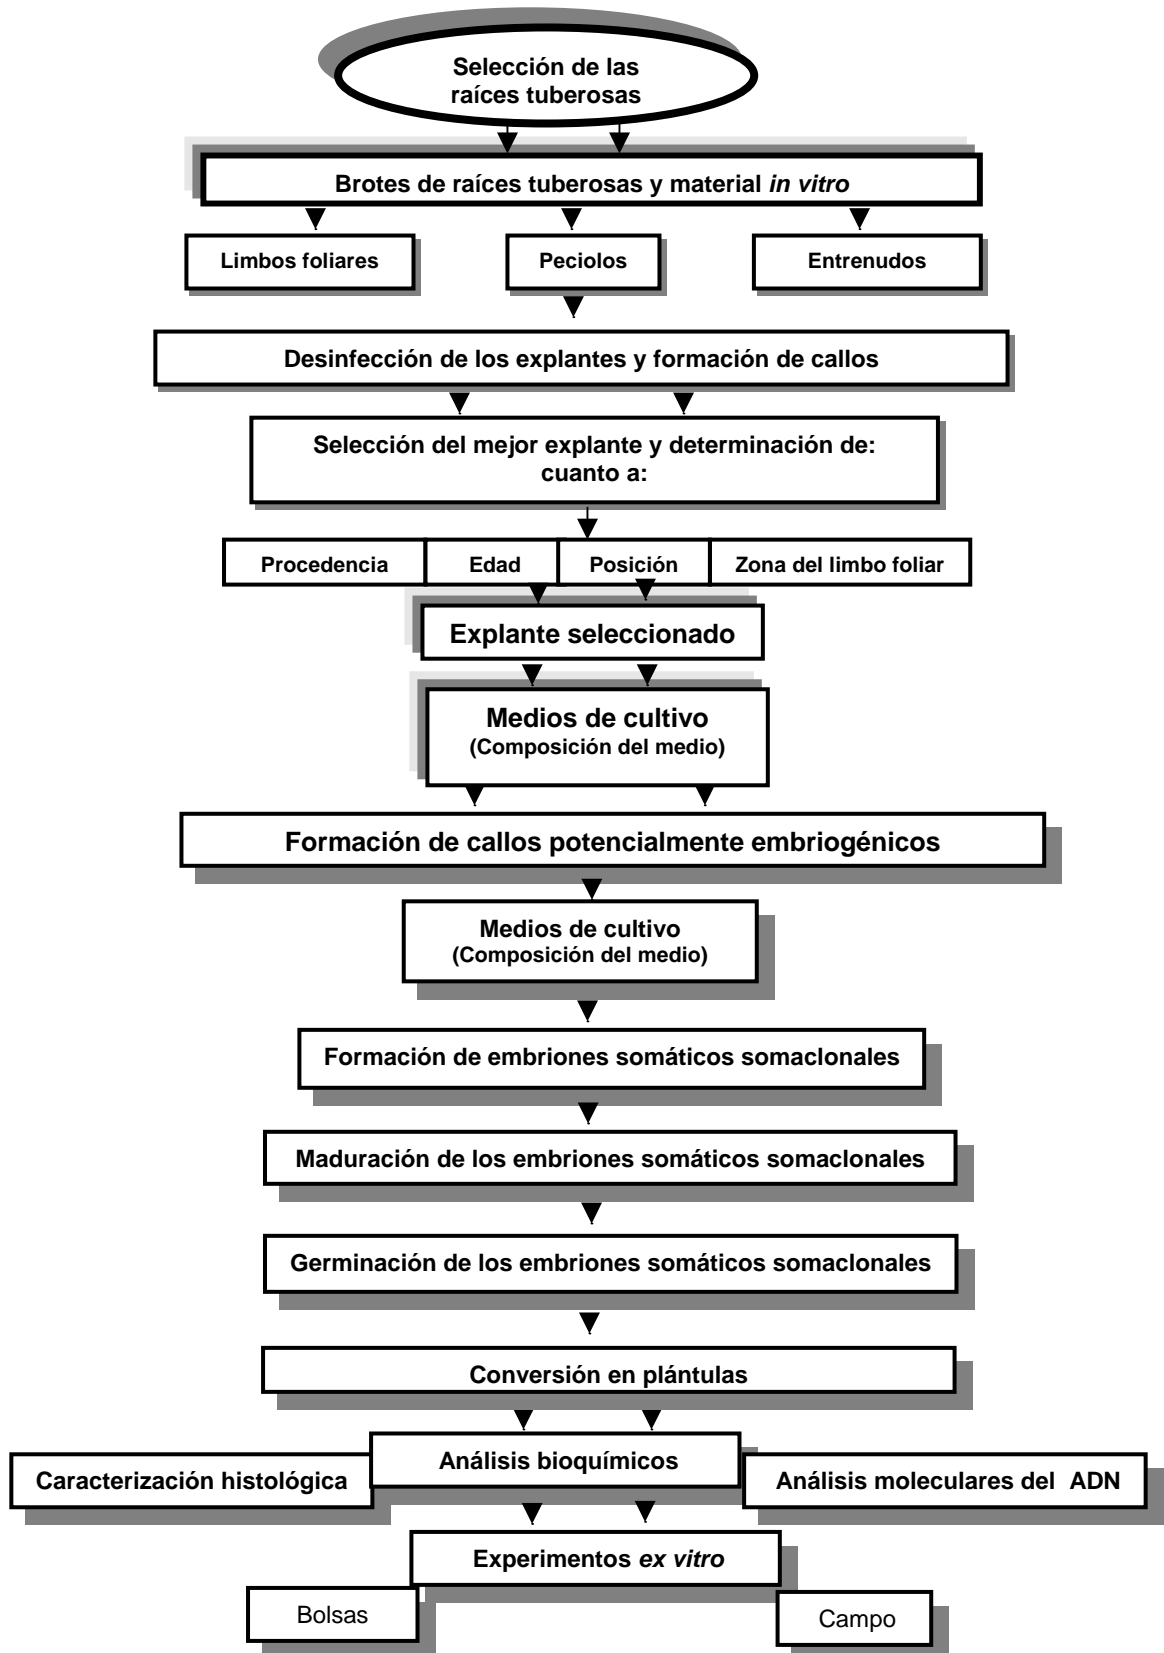 Selección de las
raíces tuberosas
Brotes de raíces tuberosas y material in vitro
Limbos foliares
Peciolos
Entrenudos
Desinfección de los explantes y formación de callos
Selección del mejor explante y determinación de:
cuanto a:
Procedencia
Edad
Posición
Zona del limbo foliar
Explante seleccionado
Medios de cultivo
(Composición del medio)
Formación de callos potencialmente embriogénicos
Medios de cultivo
(Composición del medio)
Formación de embriones somáticos somaclonales
Maduración de los embriones somáticos somaclonales
Germinación de los embriones somáticos somaclonales
Conversión en plántulas
Caracterización histológica
Análisis bioquímicos
Análisis moleculares del ADN
Experimentos ex vitro
Bolsas
Campo